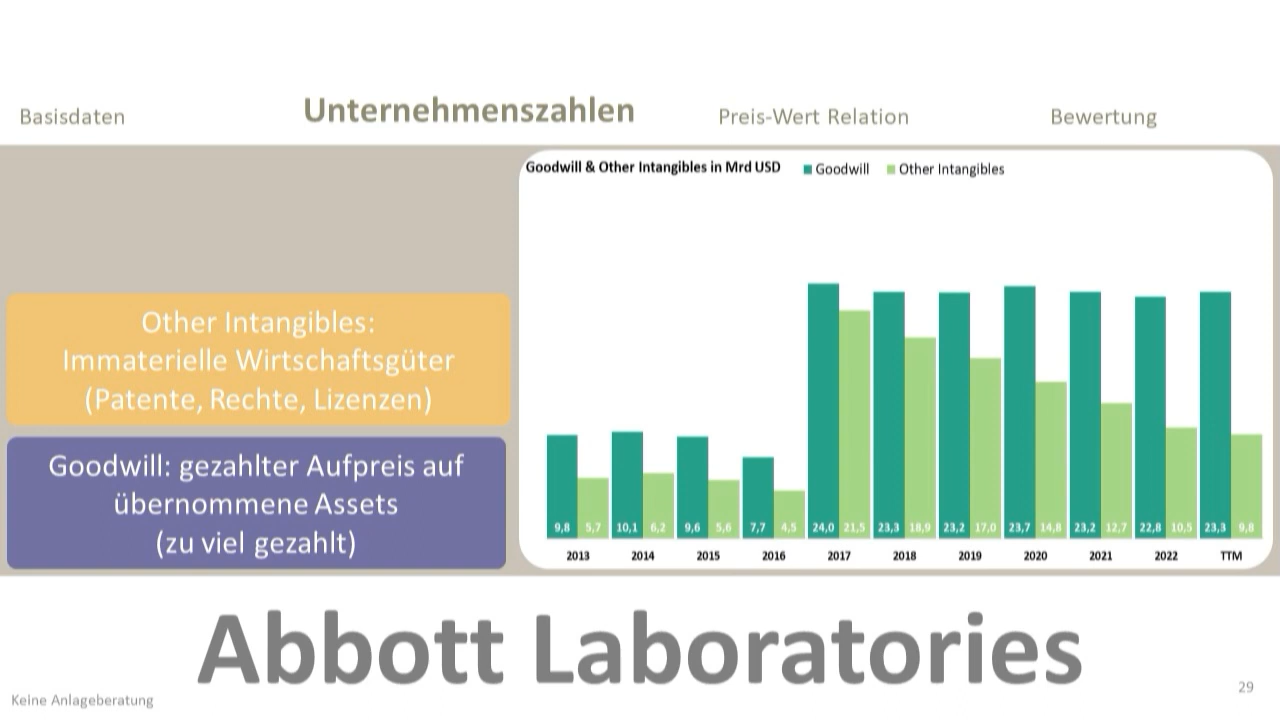 Basisdaten
Unternehmenszahlen
Preis-Wert Relation
Bewertung
Goodwill & Other Intangibles in Mrd USD
Goodwill
Other Intangibles
Other Intangibles:
Immaterielle Wirtschaftsgüter
(Patente, Rechte, Lizenzen)
Goodwill: gezahlter Aufpreis auf
übernommene Assets
(zu viel gezahlt)
9,8 5,7 10,1 6,2 9,6 5,6 7,7 4,5 24,0 21,5 23,3 18,9 23,2 17,0 23,7 14,8 23,2 12,7 22,8 10,5 23,3 9,8
2013 2014 2015 2016 2017 2018 2019 2020 2021 2022 TTM
Abbott Laboratories
Keine Anlageberatung
29